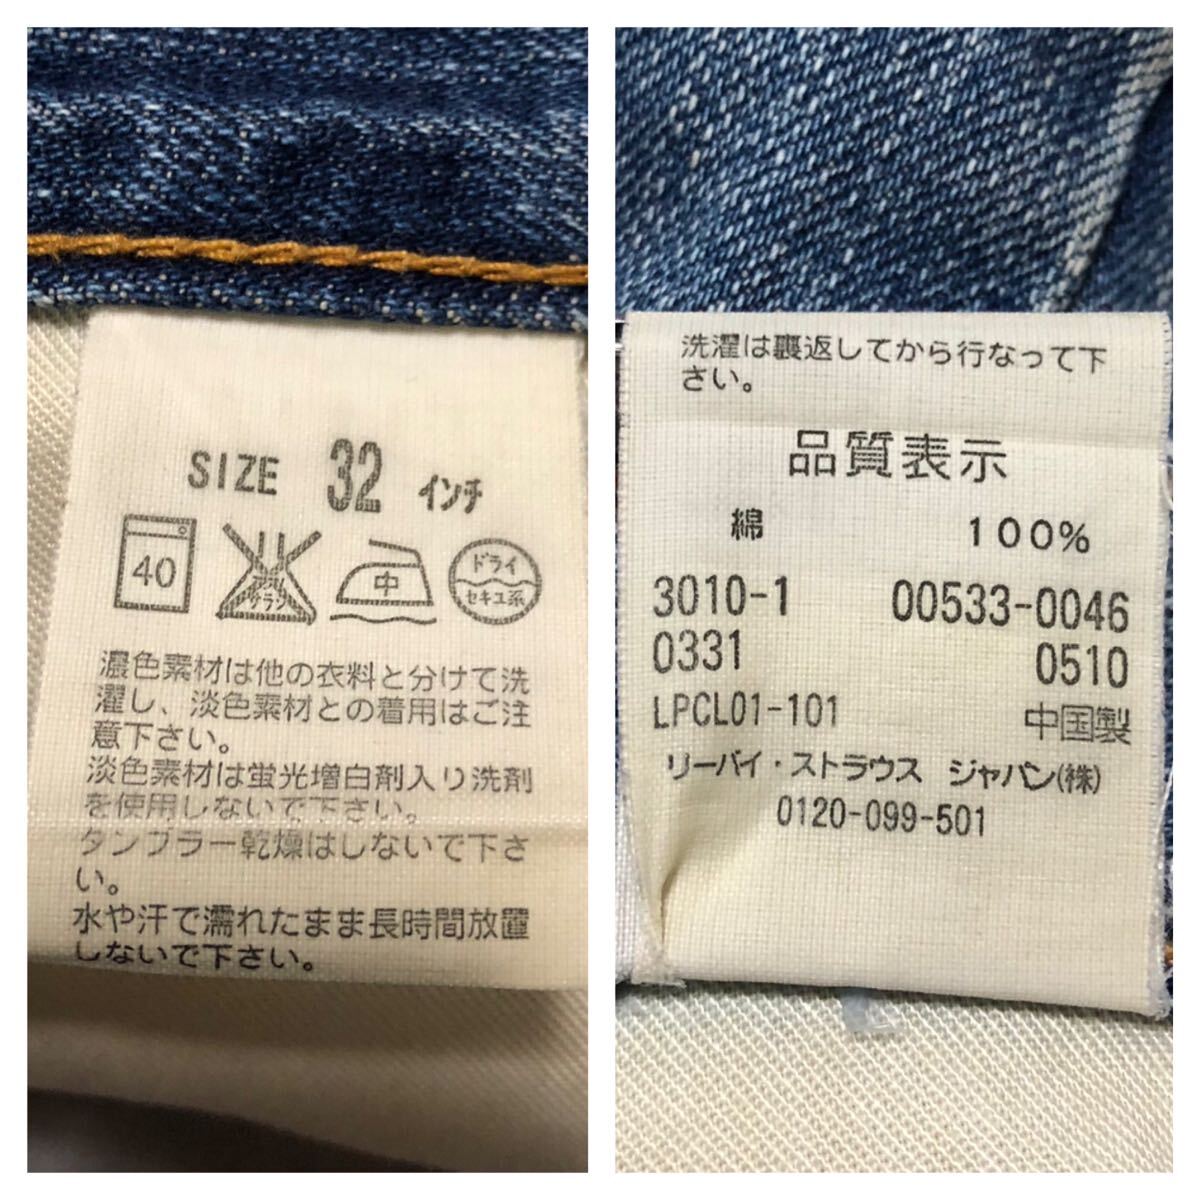 SIZE 32 インチ
40 エンソ サラシ 中 ドライ セキユ系
濃色素材は他の衣料と分けて洗
濯し、淡色素材との着用はご注
意下さい。
淡色素材は蛍光増白剤入り洗剤
を使用しないで下さい。
タンブラー乾燥はしないで下さ
い。
水や汗で濡れたまま長時間放置
しないで下さい。
洗濯は裏返してから行なって下
さい。
品質表示
綿 100%
3010-1 00533-0046
0331 0510
LPCL01-101 中国製
リーバイ・ストラウス ジャパン(株)
0120-099-501